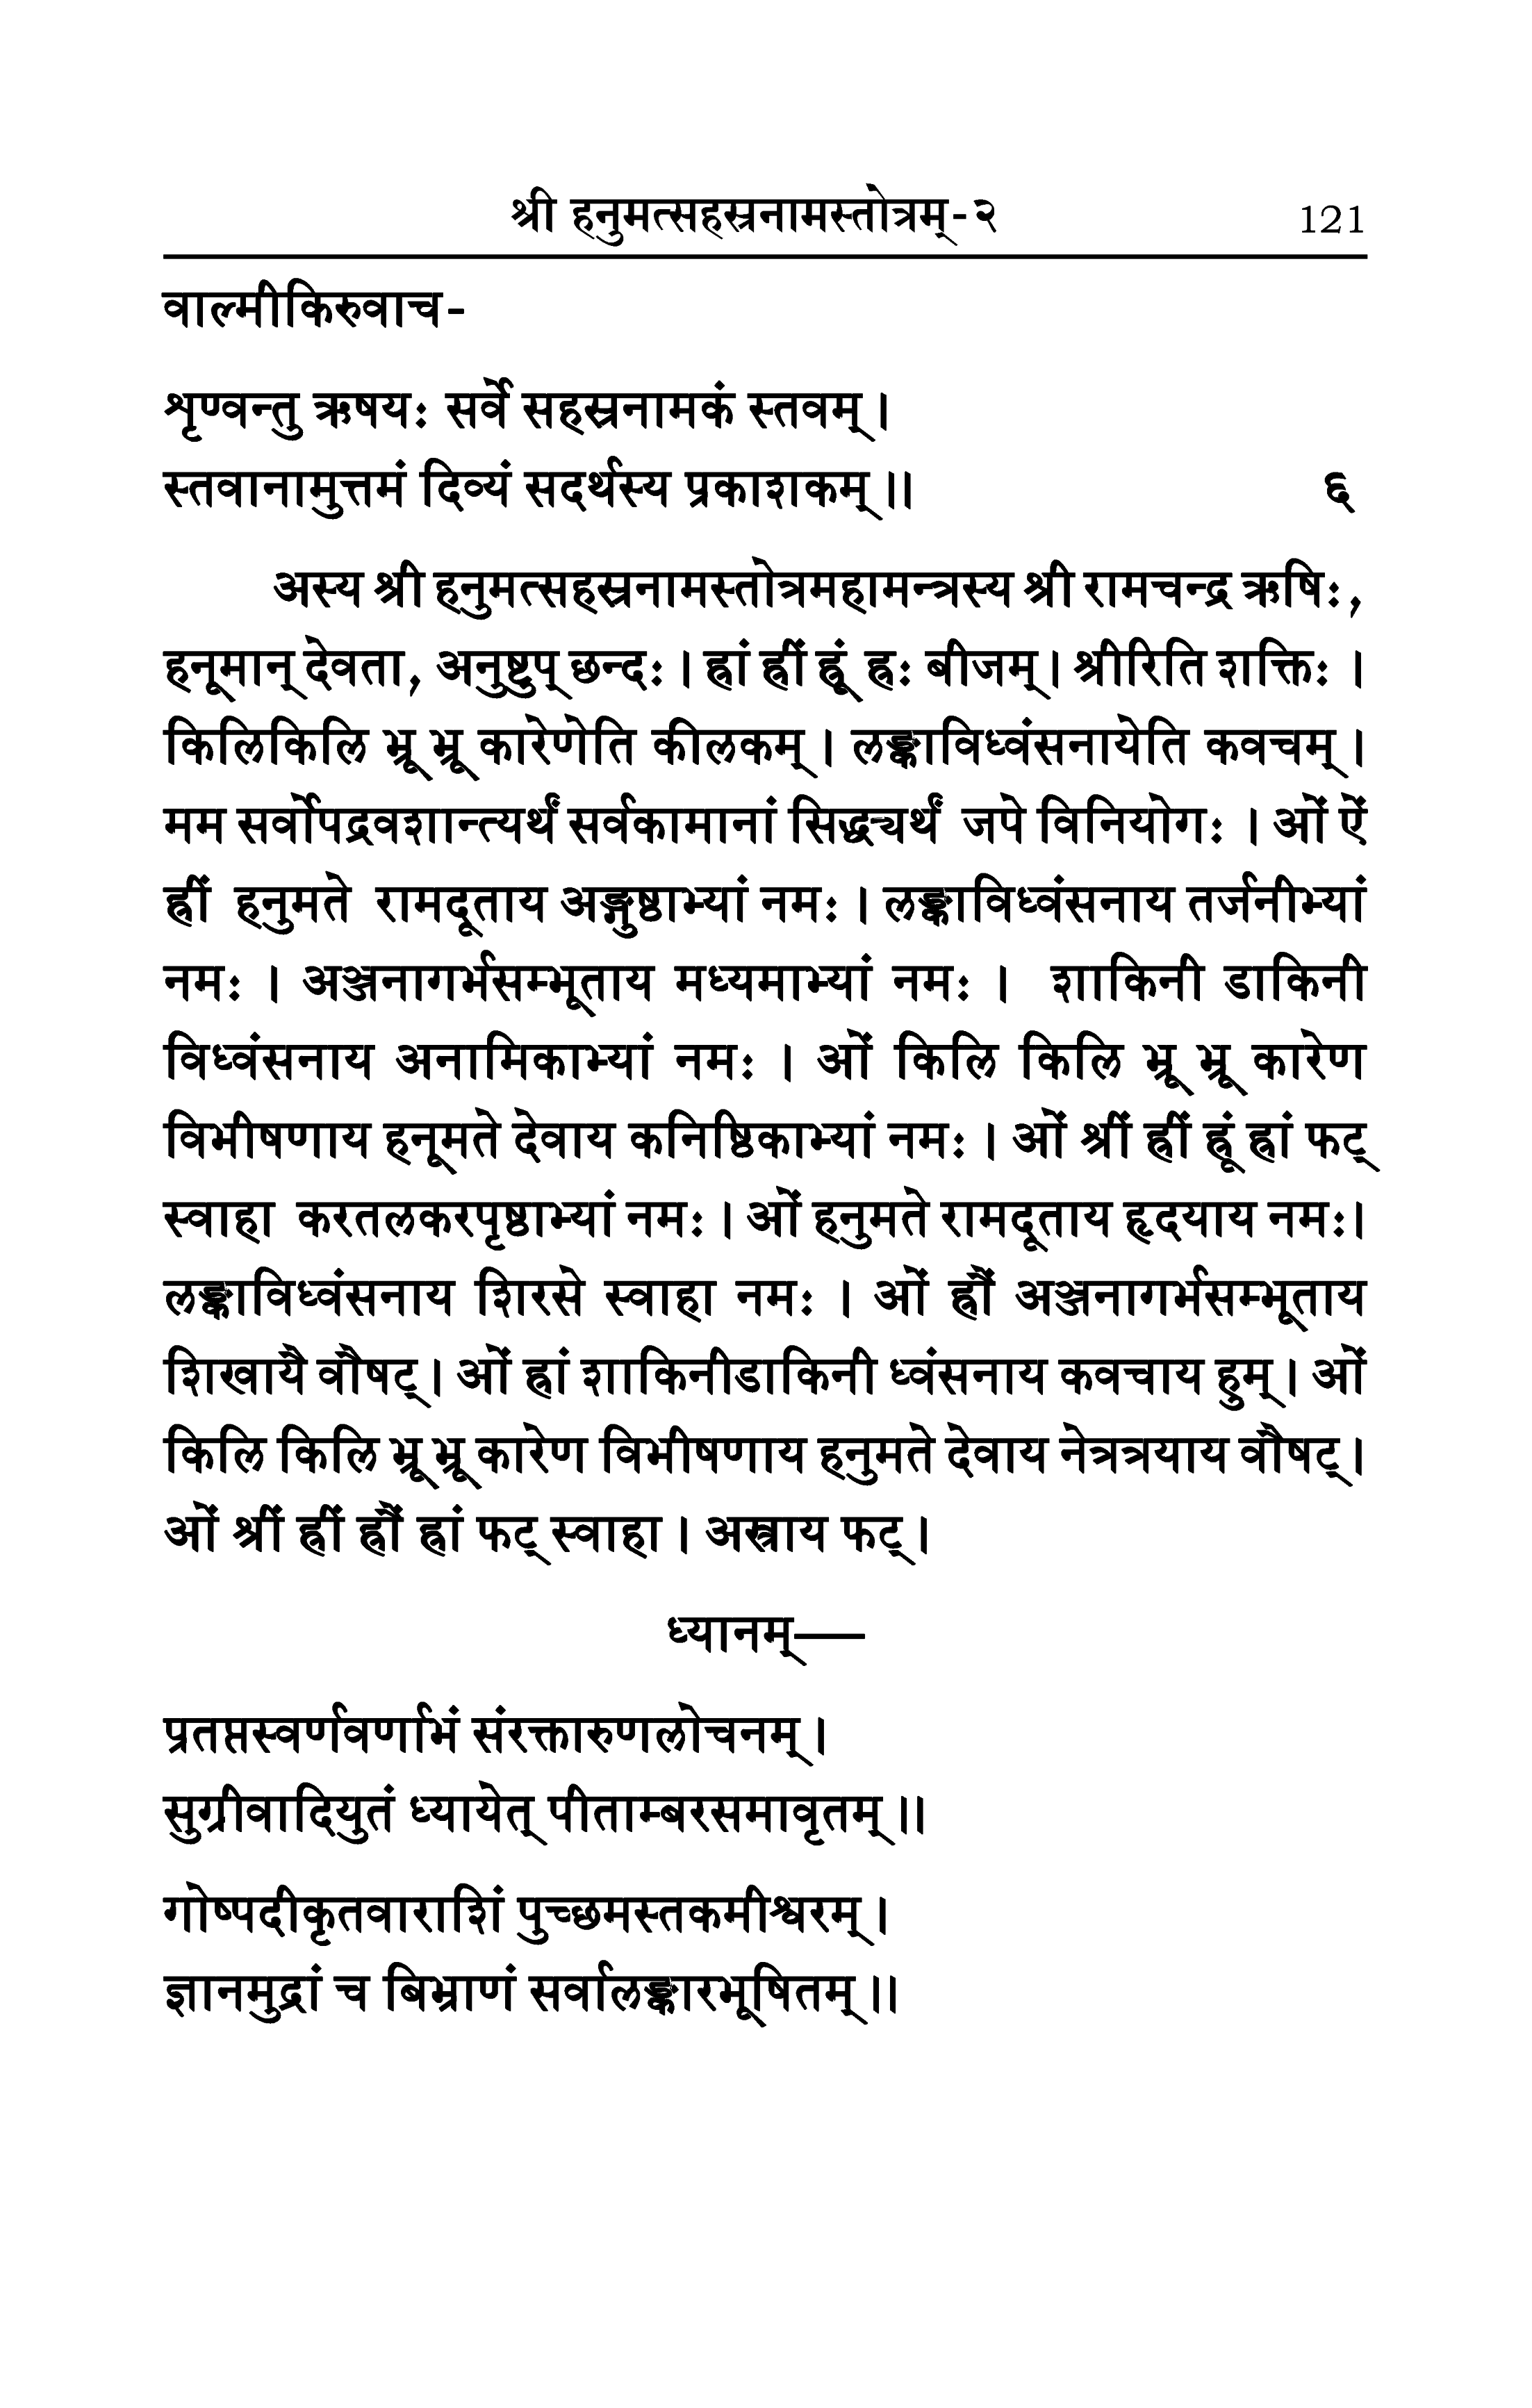 श्री हनुमत्सहस्रनामस्तोत्रम्-२ 121
वाल्मीकिरुवाच-
शृण्वन्तु ऋषयः सर्वे सहस्रनामकं स्तवम्।
स्तवानामुत्तमं दिव्यं सदर्थस्य प्रकाशकम्॥ ६
अस्य श्री हनुमत्सहस्रनामस्तोत्रमहामन्त्रस्य श्री रामचन्द्र ऋषिः,
हनूमान् देवता, अनुष्टुप् छन्दः। ह्रां ह्रीं ह्रूं ह्रः बीजम्। श्रीरिति शक्तिः ।
किलिकिलि भ्रू भ्रू कारेणेति कीलकम्। लङ्काविध्वंसनायेति कवचम्।
मम सर्वोपद्रवशान्त्यर्थं सर्वकामानां सिद्ध्यर्थं जपे विनियोगः । ओं ऐं
ह्रीं हनुमते रामदूताय अङ्गुष्ठाभ्यां नमः। लङ्काविध्वंसनाय तर्जनीभ्यां
नमः । अञ्जनागर्भसम्भूताय मध्यमाभ्यां नमः । शाकिनी डाकिनी
विध्वंसनाय अनामिकाभ्यां नमः । ओं किलि किलि भ्रू भ्रू कारेण
विभीषणाय हनूमते देवाय कनिष्ठिकाभ्यां नमः। ओं श्रीं ह्रीं ह्रूं ह्रां फट्
स्वाहा करतलकरपृष्ठाभ्यां नमः। ओं हनुमते रामदूताय हृदयाय नमः।
लङ्काविध्वंसनाय शिरसे स्वाहा नमः । ओं ह्रौं अञ्जनागर्भसम्भूताय
शिखायै वौषट्। ओं ह्रां शाकिनीडाकिनी ध्वंसनाय कवचाय हुम्। ओं
किलि किलि भ्रू भ्रू कारेण विभीषणाय हनुमते देवाय नेत्रत्रयाय वौषट्।
ओं श्रीं ह्रीं ह्रौं ह्रां फट् स्वाहा। अस्त्राय फट्।
ध्यानम्—
प्रतप्तस्वर्णवर्णाभं संरक्तारुणलोचनम्।
सुग्रीवादियुतं ध्यायेत् पीताम्बरसमावृतम्॥
गोष्पदीकृतवाराशिं पुच्छमस्तकमीश्वरम्।
ज्ञानमुद्रां च बिभ्राणं सर्वालङ्कारभूषितम्॥